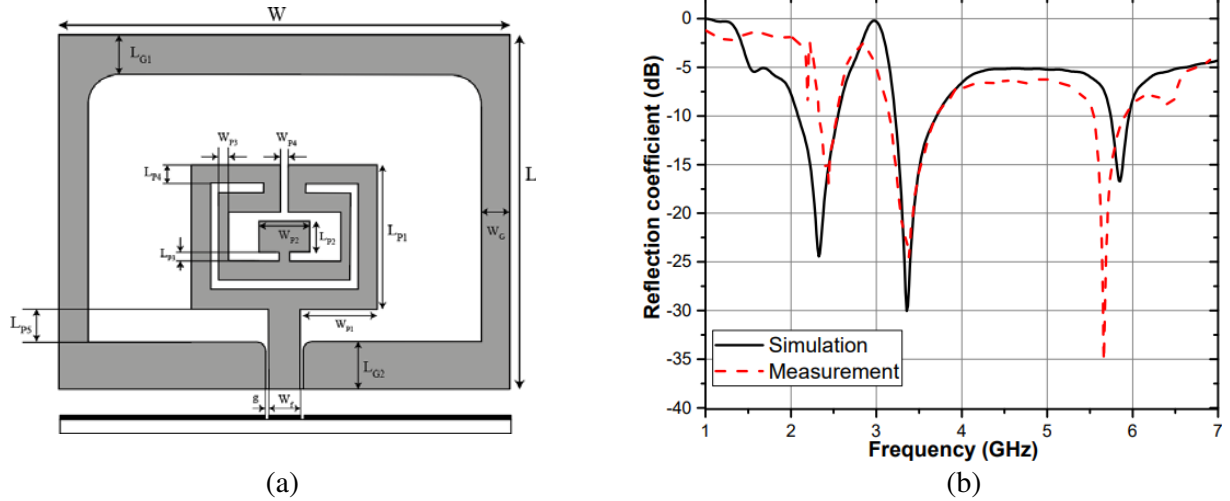 W
L_G1
W_P3
W_P4
L_P4
L
W_P2
L_P2
L_P1
W_G
L_P3
L_P5
W_P1
L_G2
g
W_f
(a)
Reflection coefficient (dB)
0
-5
-10
-15
-20
-25
-30
-35
-40
Simulation
Measurement
1 2 3 4 5 6 7
Frequency (GHz)
(b)